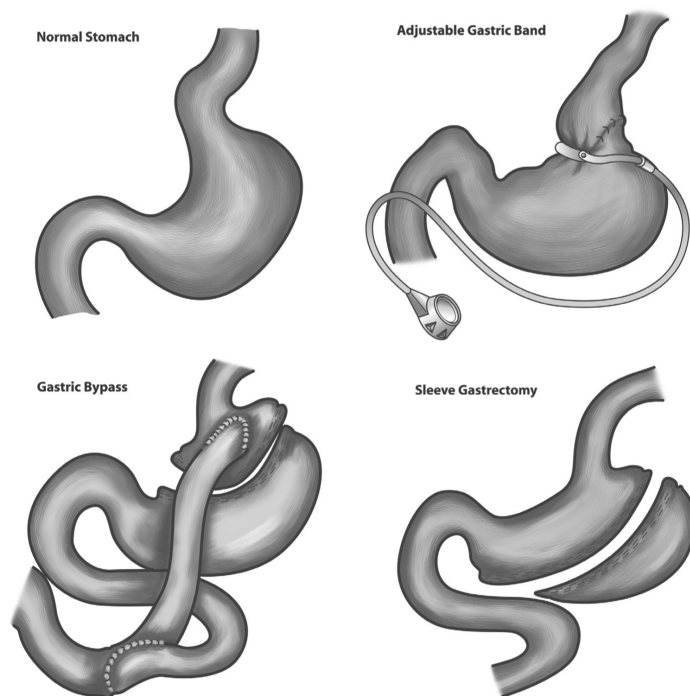 Normal Stomach
Adjustable Gastric Band
Gastric Bypass
Sleeve Gastrectomy